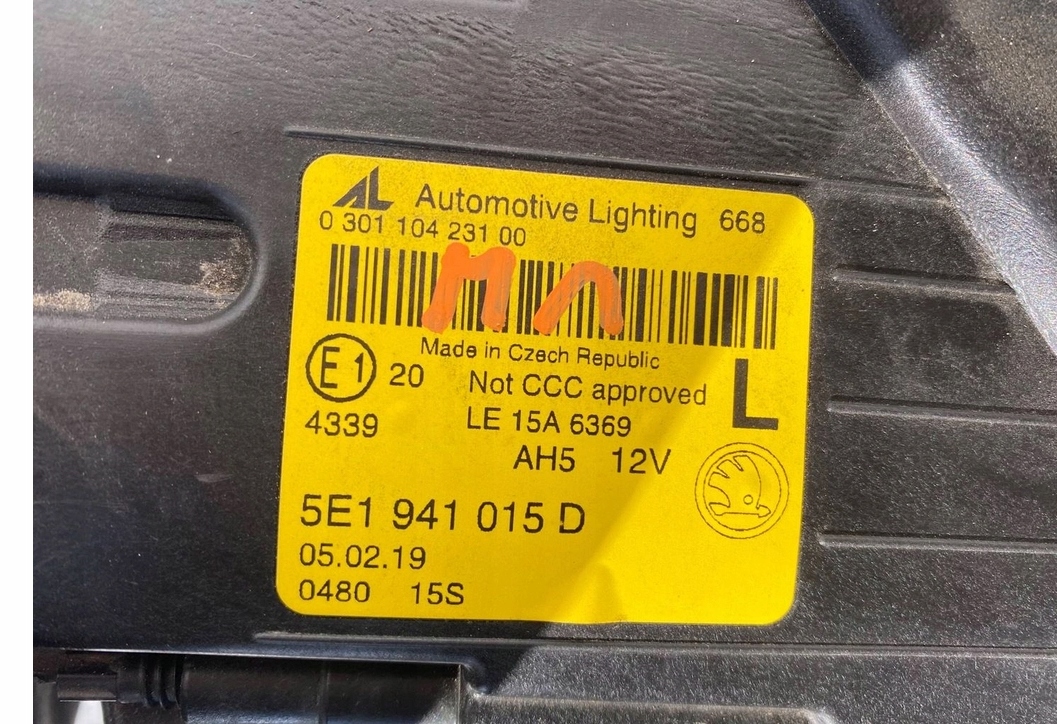 AL Automotive Lighting 668
0 301 104 231 00
Made in Czech Republic
E1 20 Not CCC approved L
4339 LE 15A 6369
AH5 12V
5E1 941 015 D
05.02.19
0480 15S